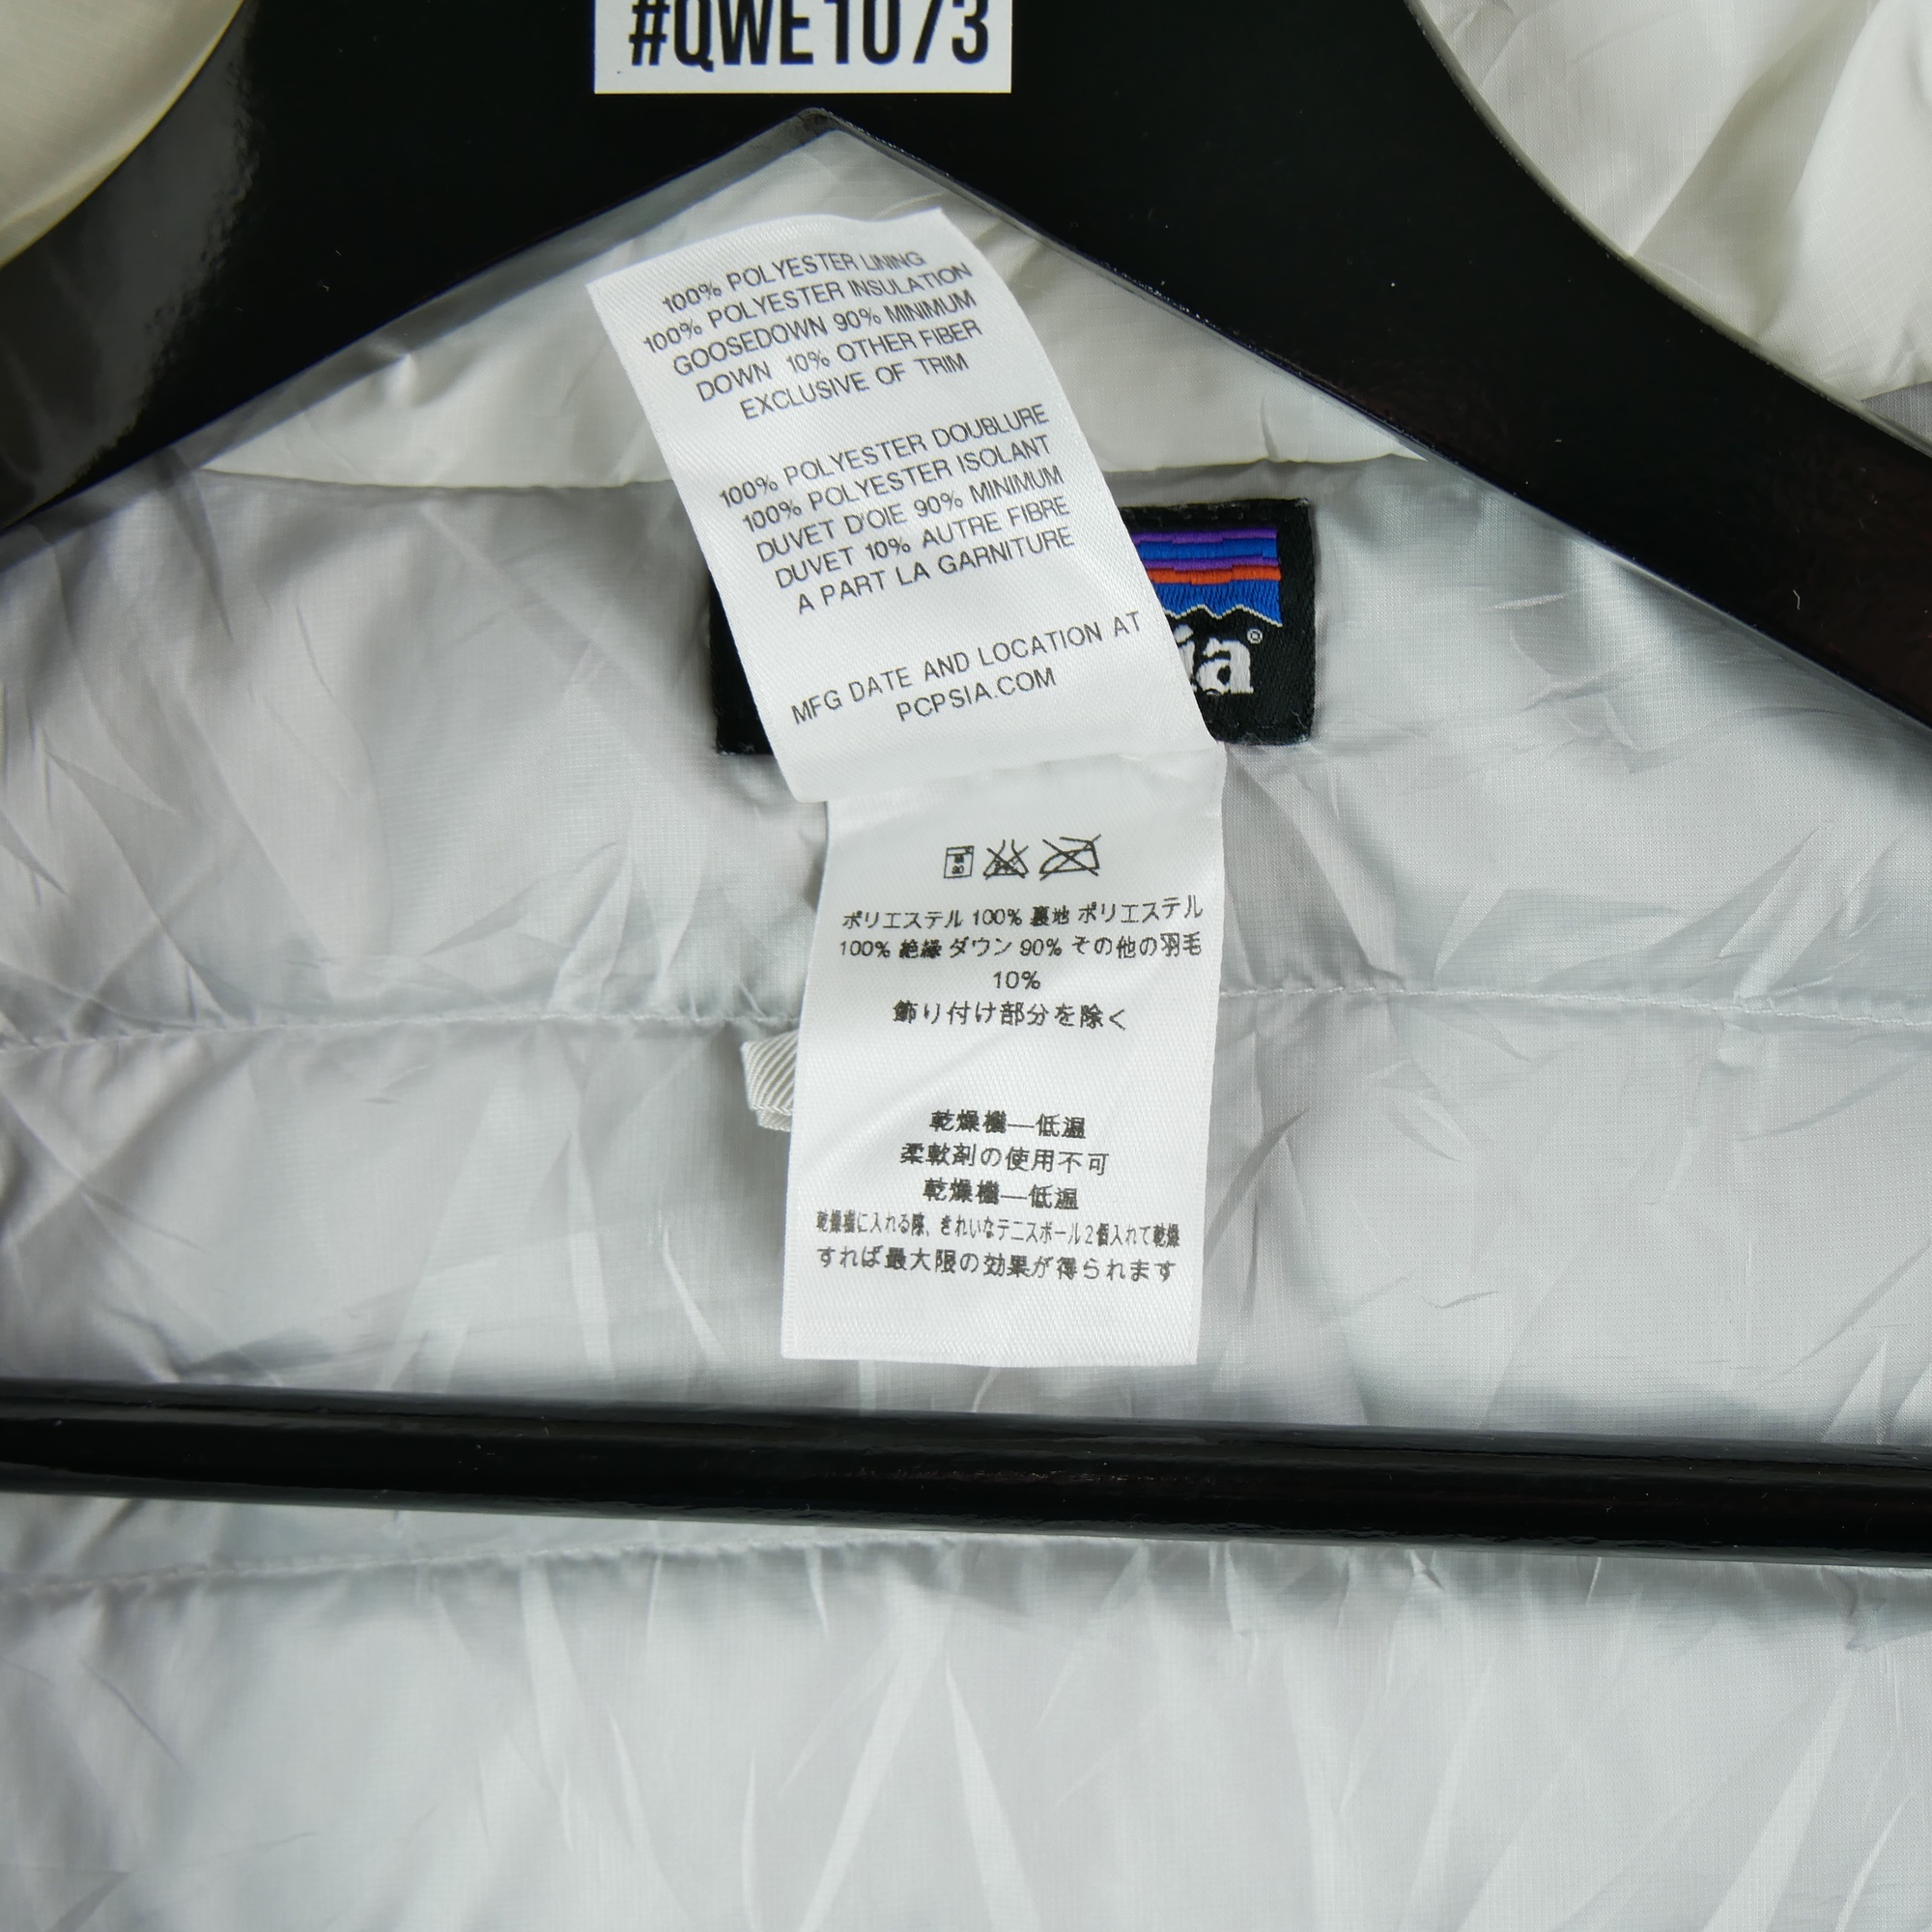 #QWE1073
100% POLYESTER LINING
100% POLYESTER INSULATION
GOOSEDOWN 90% MINIMUM
DOWN 10% OTHER FIBER
EXCLUSIVE OF TRIM
100% POLYESTER DOUBLURE
100% POLYESTER ISOLANT
DUVET D'OIE 90% MINIMUM
DUVET 10% AUTRE FIBRE
A PART LA GARNITURE
MFG DATE AND LOCATION AT
PCPSIA.COM
ia®
ポリエステル 100% 裏地 ポリエステル
100% 絶縁 ダウン 90% その他の羽毛
10%
飾り付け部分を除く
乾燥機—低温
柔軟剤の使用不可
乾燥機—低温
乾燥機に入れる際、きれいなテニスボール2個入れて乾燥
すれば最大限の効果が得られます